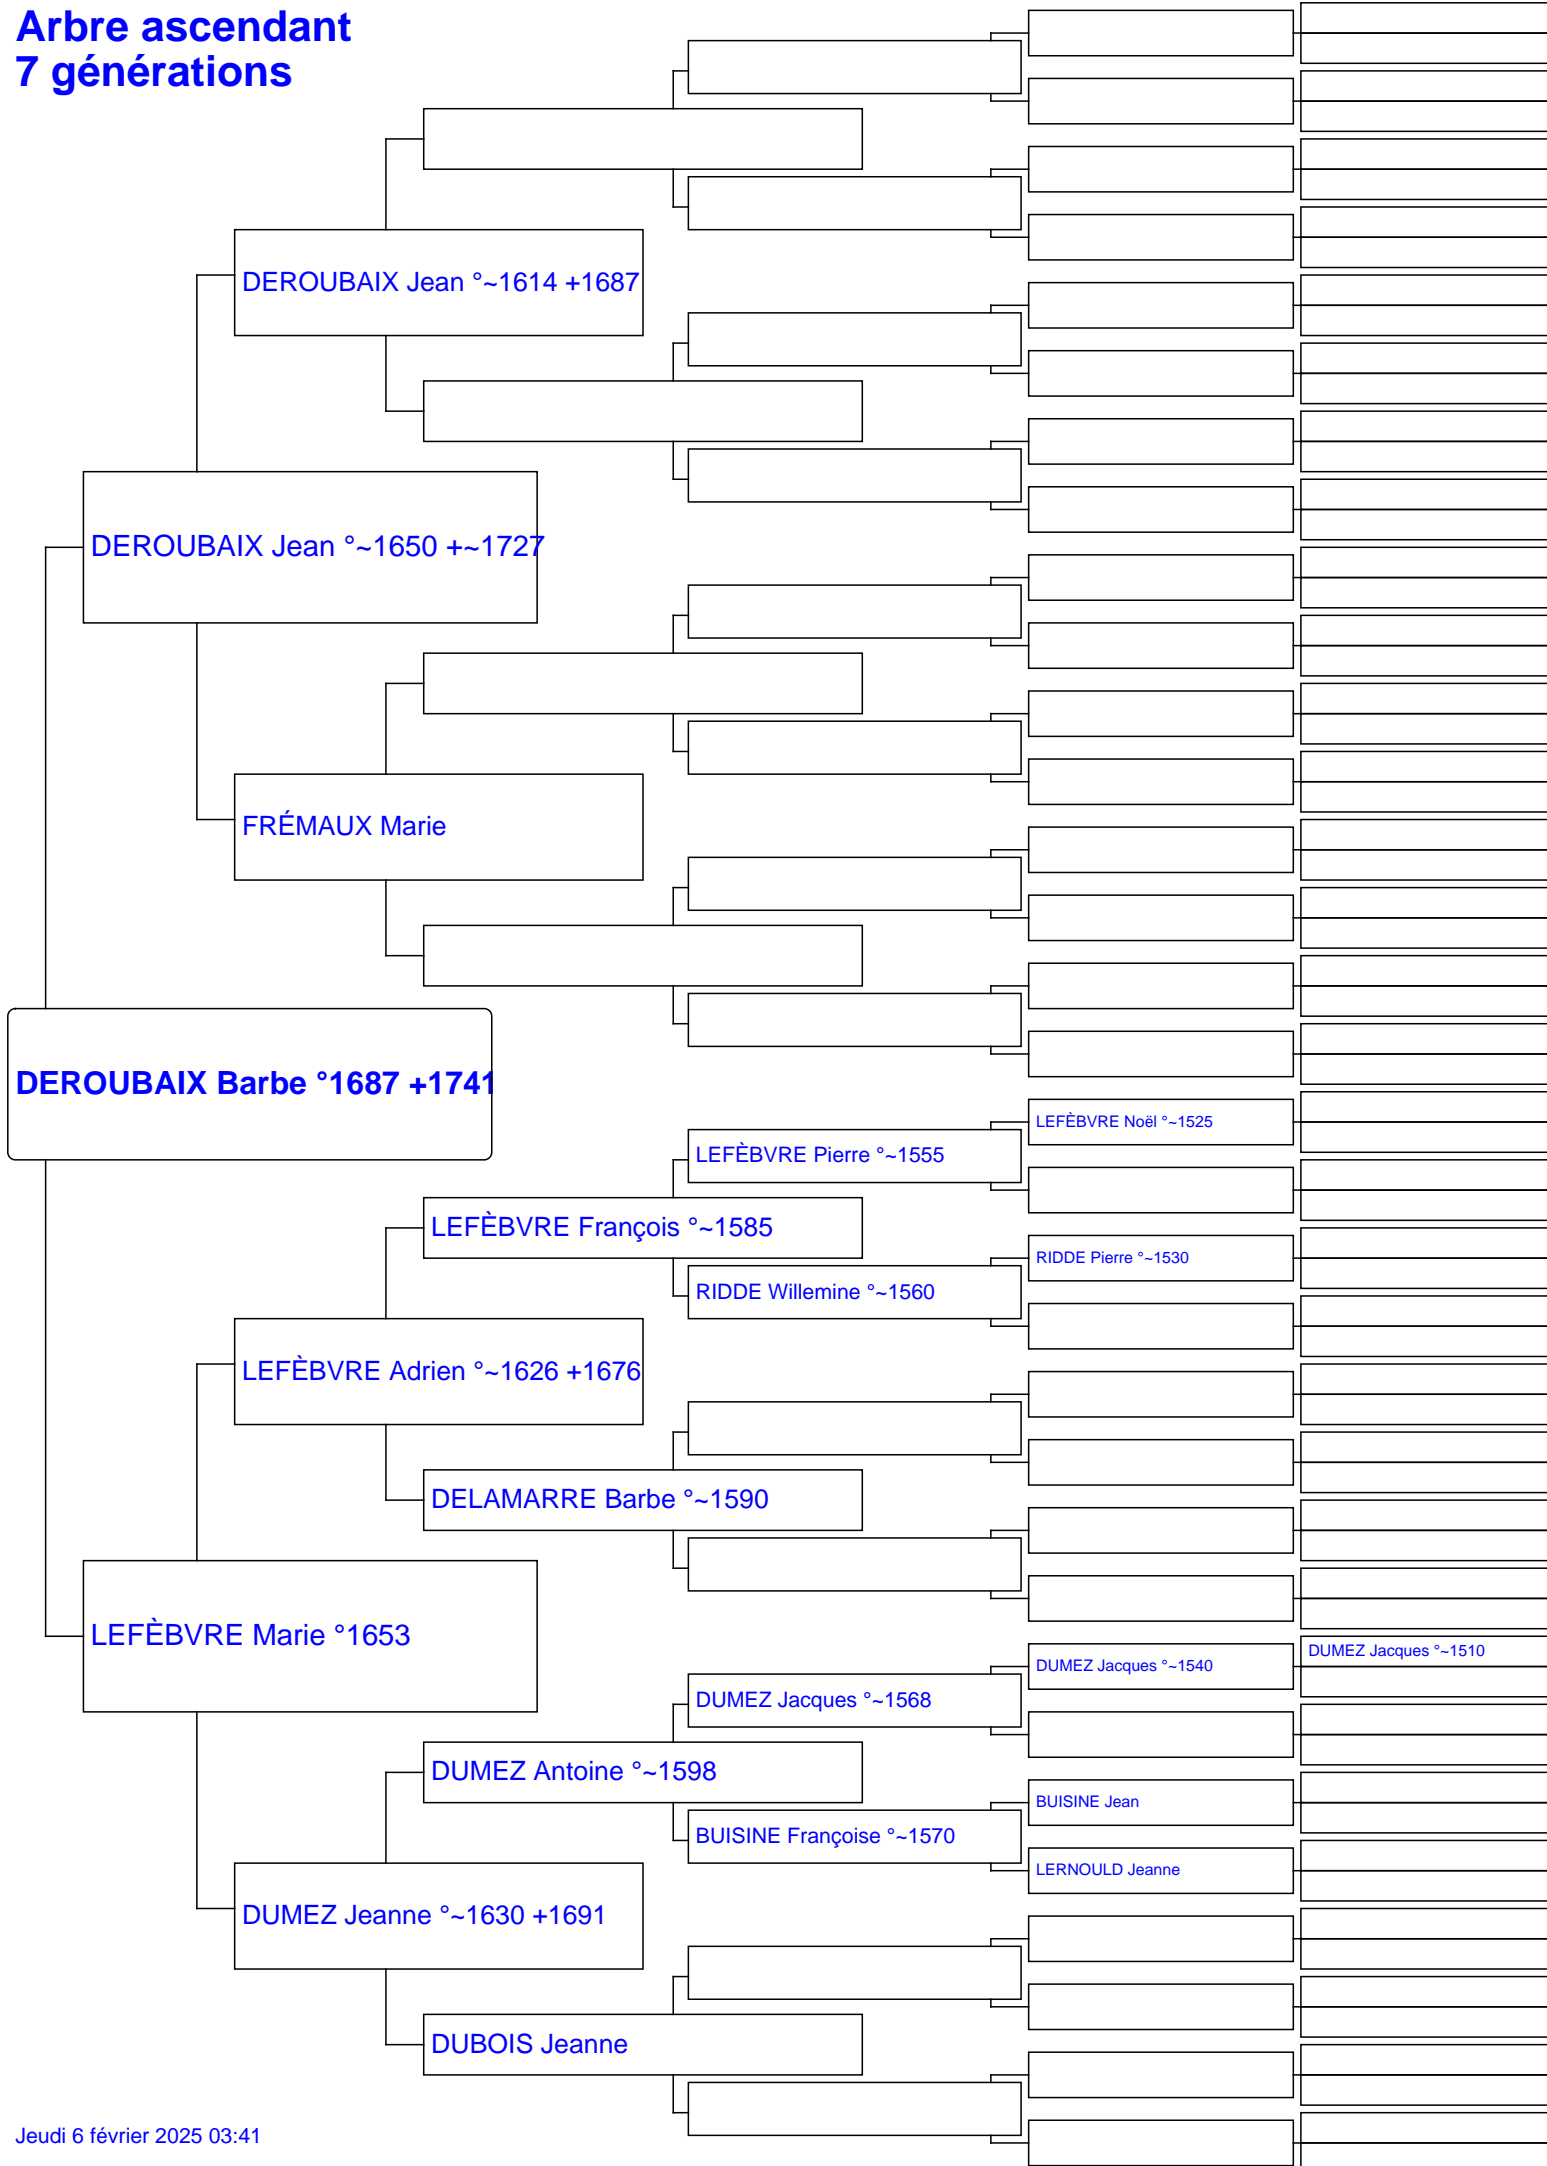 Arbre ascendant
7 générations
DEROUBAIX Jean °~1614 +1687
DEROUBAIX Jean °~1650 +~1727
FRÉMAUX Marie
DEROUBAIX Barbe °1687 +1741
LEFÈBVRE Noël °~1525
LEFÈBVRE Pierre °~1555
LEFÈBVRE François °~1585
RIDDE Pierre °~1530
RIDDE Willemine °~1560
LEFÈBVRE Adrien °~1626 +1676
DELAMARRE Barbe °~1590
LEFÈBVRE Marie °1653
DUMEZ Jacques °~1510
DUMEZ Jacques °~1540
DUMEZ Jacques °~1568
DUMEZ Antoine °~1598
BUISINE Jean
BUISINE Françoise °~1570
LERNOULD Jeanne
DUMEZ Jeanne °~1630 +1691
DUBOIS Jeanne
Jeudi 6 février 2025 03:41